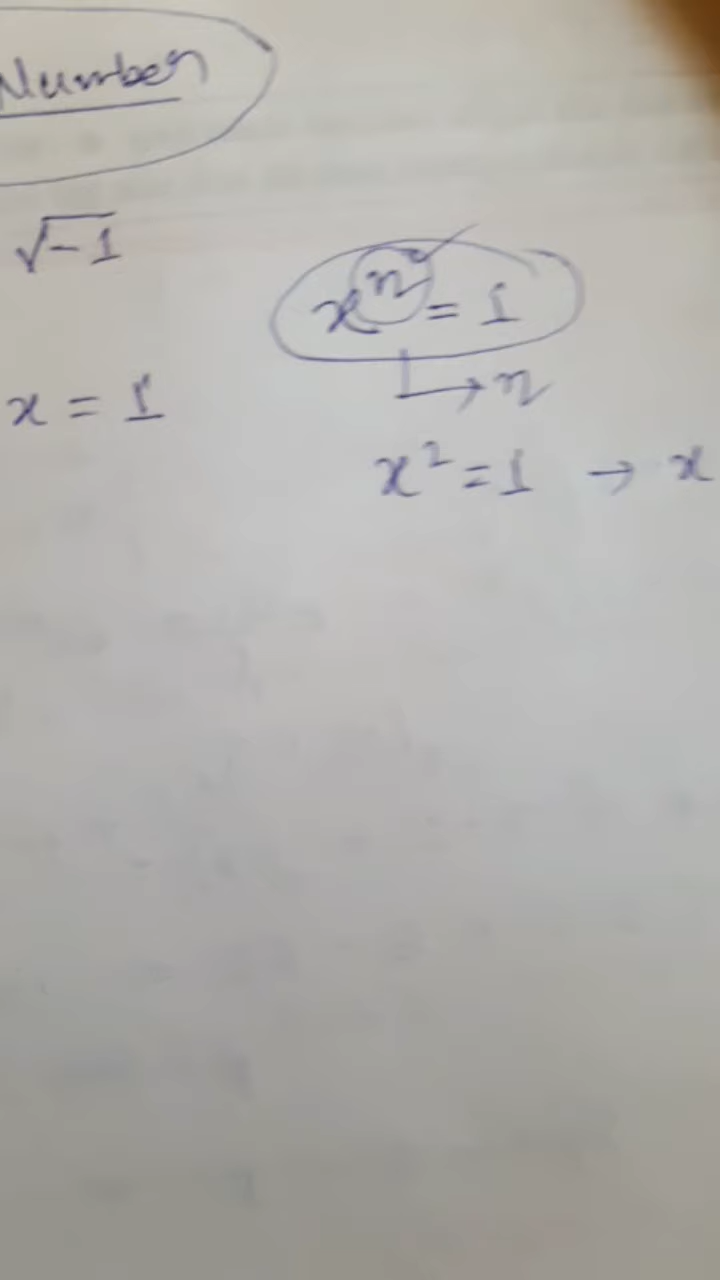 Number
√-1
xⁿ = 1
→ n
x = 1
x² = 1 → x